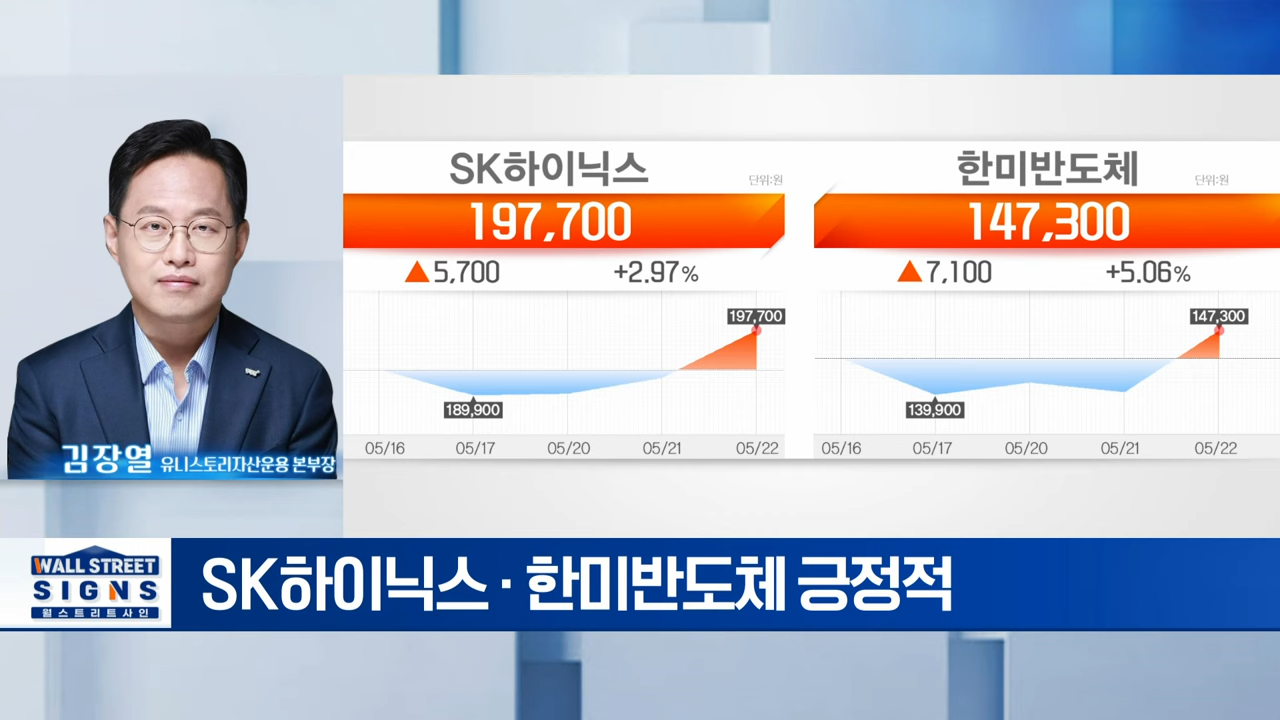 SK하이닉스
단위:원
197,700
▲5,700 +2.97%
197,700
189,900
05/16 05/17 05/20 05/21 05/22
한미반도체
단위:원
147,300
▲7,100 +5.06%
147,300
139,900
05/16 05/17 05/20 05/21 05/22
김장열 유니스토리자산운용 본부장
WALL STREET
SIGNS
월스트리트사인
SK하이닉스·한미반도체 긍정적